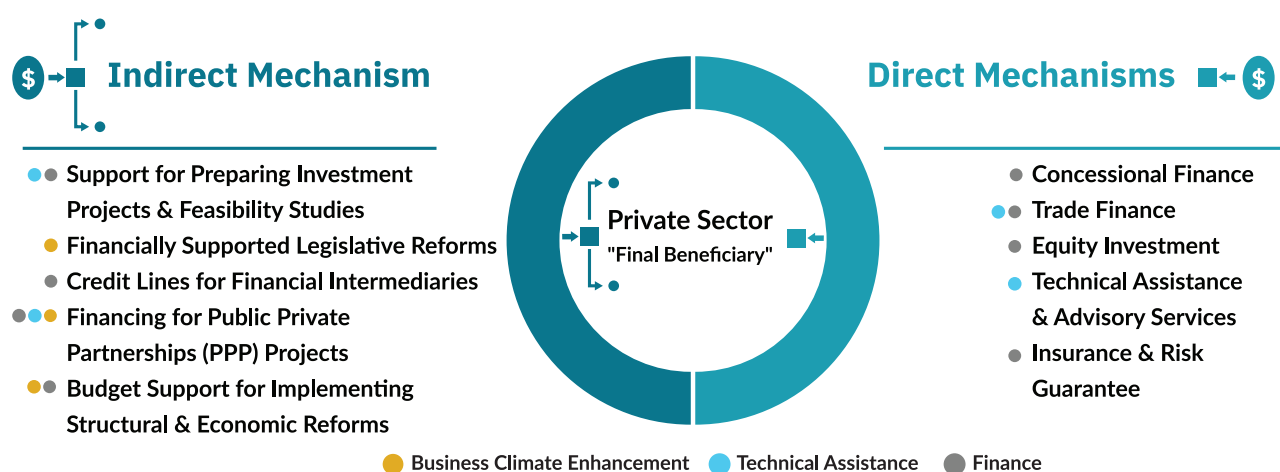 $ Indirect Mechanism
Support for Preparing Investment
Projects & Feasibility Studies
Financially Supported Legislative Reforms
Credit Lines for Financial Intermediaries
Financing for Public Private
Partnerships (PPP) Projects
Budget Support for Implementing
Structural & Economic Reforms
Private Sector
"Final Beneficiary"
Direct Mechanisms $
Concessional Finance
Trade Finance
Equity Investment
Technical Assistance
& Advisory Services
Insurance & Risk
Guarantee
Business Climate Enhancement Technical Assistance Finance